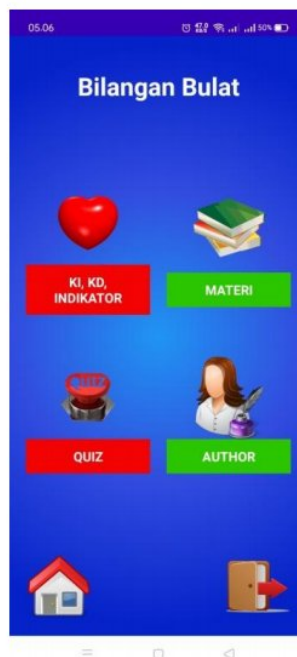 05.06
50%
Bilangan Bulat
KI, KD,
INDIKATOR
MATERI
QUIZ
QUIZ
AUTHOR